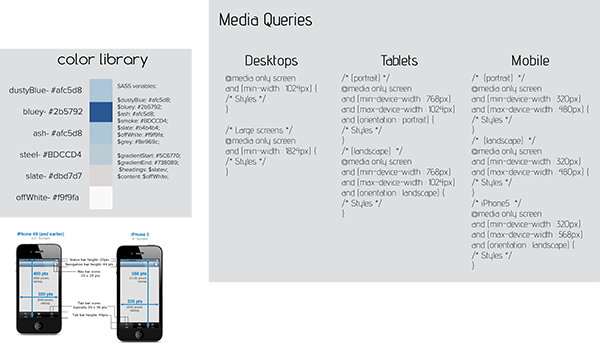 Media Queries
Desktops
@media only screen
and (min-width : 1024px) {
/* Styles */
}
/* Large screens */
@media only screen
and (min-width : 1824px) {
/* Styles */
}
Tablets
/* (portrait) */
@media only screen
and (min-device-width : 768px)
and (max-device-width : 1024px)
and (orientation : portrait) {
/* Styles */
}
/* (landscape) */
@media only screen
and (min-device-width : 768px)
and (max-device-width : 1024px)
and (orientation : landscape) {
/* Styles */
}
Mobile
/* (portrait) */
@media only screen
and (min-device-width : 320px)
and (max-device-width : 480px) {
/* Styles */
}
/* (landscape) */
@media only screen
and (min-device-width : 320px)
and (max-device-width : 480px) {
/* Styles */
}
/* iPhone5 */
@media only screen
and (min-device-width : 320px)
and (max-device-width : 568px)
and (orientation : landscape) {
/* Styles */
}
color library
dustyBlue- #afc5d8
bluey- #2b5792
ash- #afc5d8
steel- #BDCCD4
slate- #dbd7d7
offWhite- #f9f9fa
SASS variables:
$dustyBlue: #afc5d8;
$bluey: #2b5792;
$ash: #afc5d8;
$smoke: #BDCCD4;
$slate: #b4b4b4;
$offWhite: #f9f9fa;
$grey: #8e969c;
$gradientStart: #5C6770;
$gradientEnd: #738089;
$headings: $slatev,
$content: $offWhite;
iPhone 4S (and earlier)
3.5" Screen
iPhone 5
4" Screen
Status bar height: 20pts
Navigation bar height: 44 pts
Nav bar icons:
20 x 20 pts
480 pts
568 pts
320 pts
320 pts
Tab bar icons:
typically 30 x 30 pts
Tab bar height: 49pts